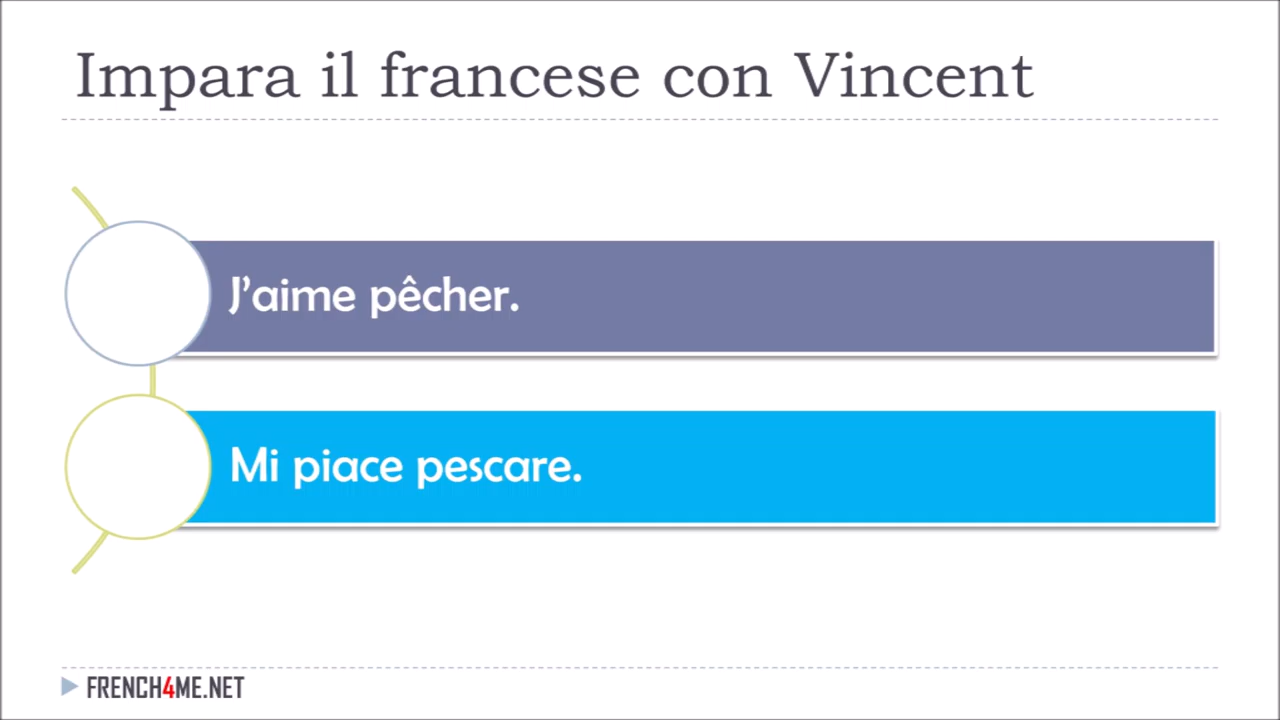 Impara il francese con Vincent
J’aime pêcher.
Mi piace pescare.
FRENCH4ME.NET